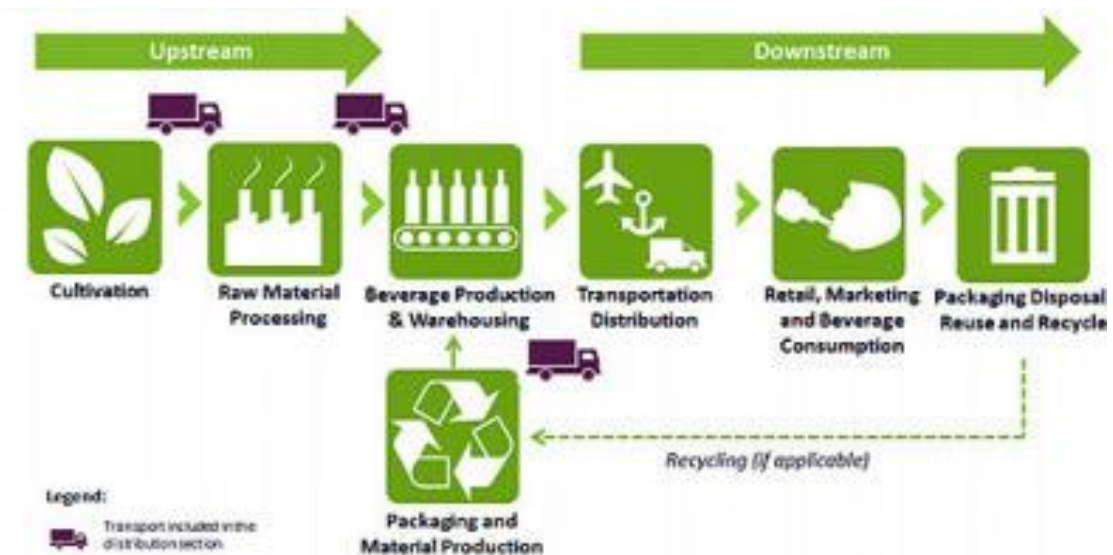 Upstream
Downstream
Cultivation
Raw Material
Processing
Beverage Production
& Warehousing
Transportation
Distribution
Retail, Marketing
and Beverage
Consumption
Packaging Disposal
Reuse and Recycle
Recycling (if applicable)
Packaging and
Material Production
Legend:
Transport included in the
distribution section